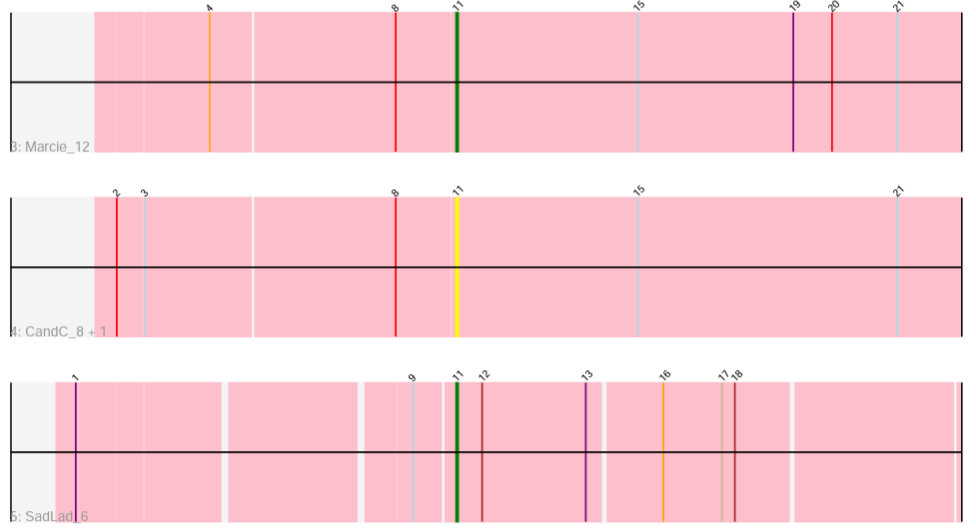 4 8 11 15 19 20 21
3: Marcie_12
2 3 8 11 15 21
4: CandC_8 + 1
1 9 11 12 13 16 17 18
5: SadLad_6